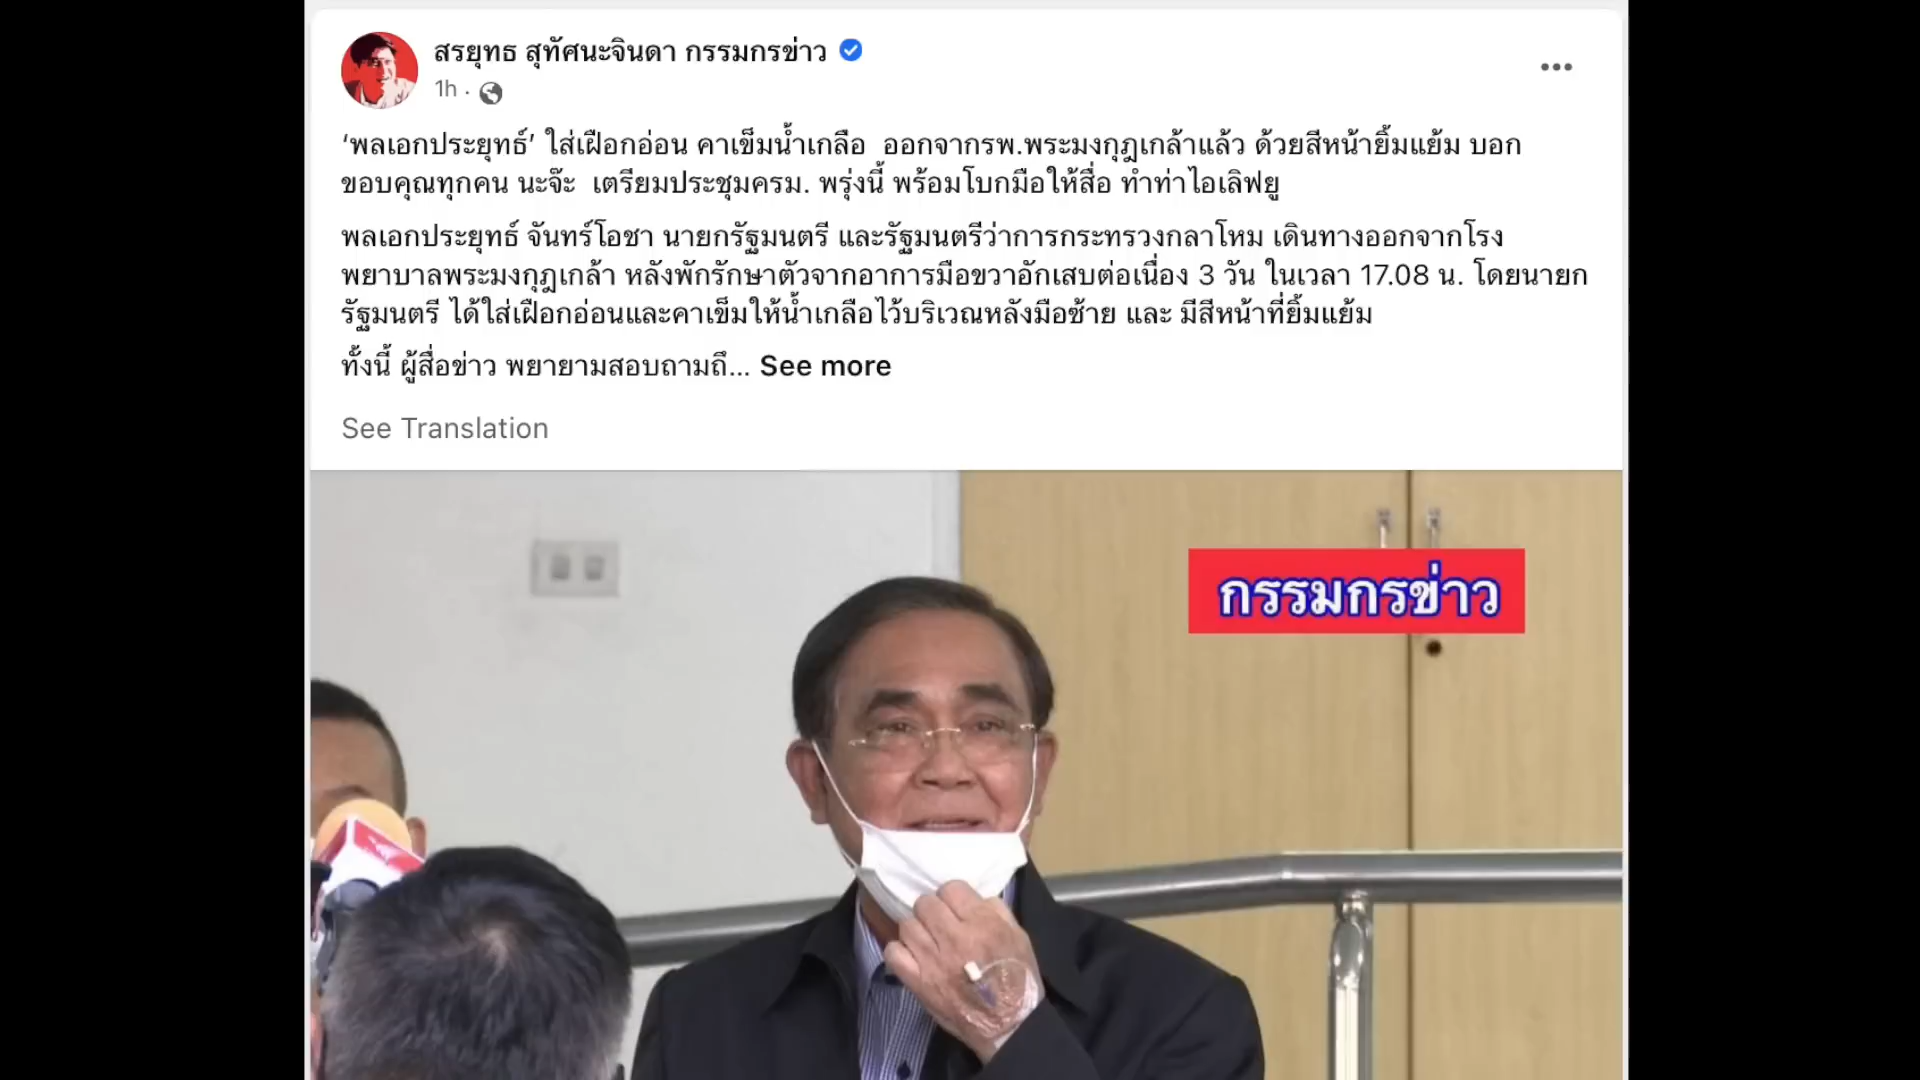 สรยุทธ สุทัศนะจินดา กรรมกรข่าว
1h ·
‘พลเอกประยุทธ์’ ใส่เฝือกอ่อน คาเข็มน้ำเกลือ ออกจากรพ.พระมงกุฎเกล้าแล้ว ด้วยสีหน้ายิ้มแย้ม บอก
ขอบคุณทุกคน นะจ๊ะ เตรียมประชุมครม. พรุ่งนี้ พร้อมโบกมือให้สื่อ ทำท่าไอเลิฟยู
พลเอกประยุทธ์ จันทร์โอชา นายกรัฐมนตรี และรัฐมนตรีว่าการกระทรวงกลาโหม เดินทางออกจากโรง
พยาบาลพระมงกุฎเกล้า หลังพักรักษาตัวจากอาการมือขวาอักเสบต่อเนื่อง 3 วัน ในเวลา 17.08 น. โดยนายก
รัฐมนตรี ได้ใส่เฝือกอ่อนและคาเข็มให้น้ำเกลือไว้บริเวณหลังมือซ้าย และ มีสีหน้าที่ยิ้มแย้ม
ทั้งนี้ ผู้สื่อข่าว พยายามสอบถามถึ... See more
See Translation
กรรมกรข่าว